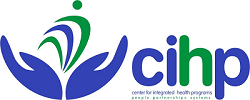 cihp
center for integrated health programs
people partnerships systems